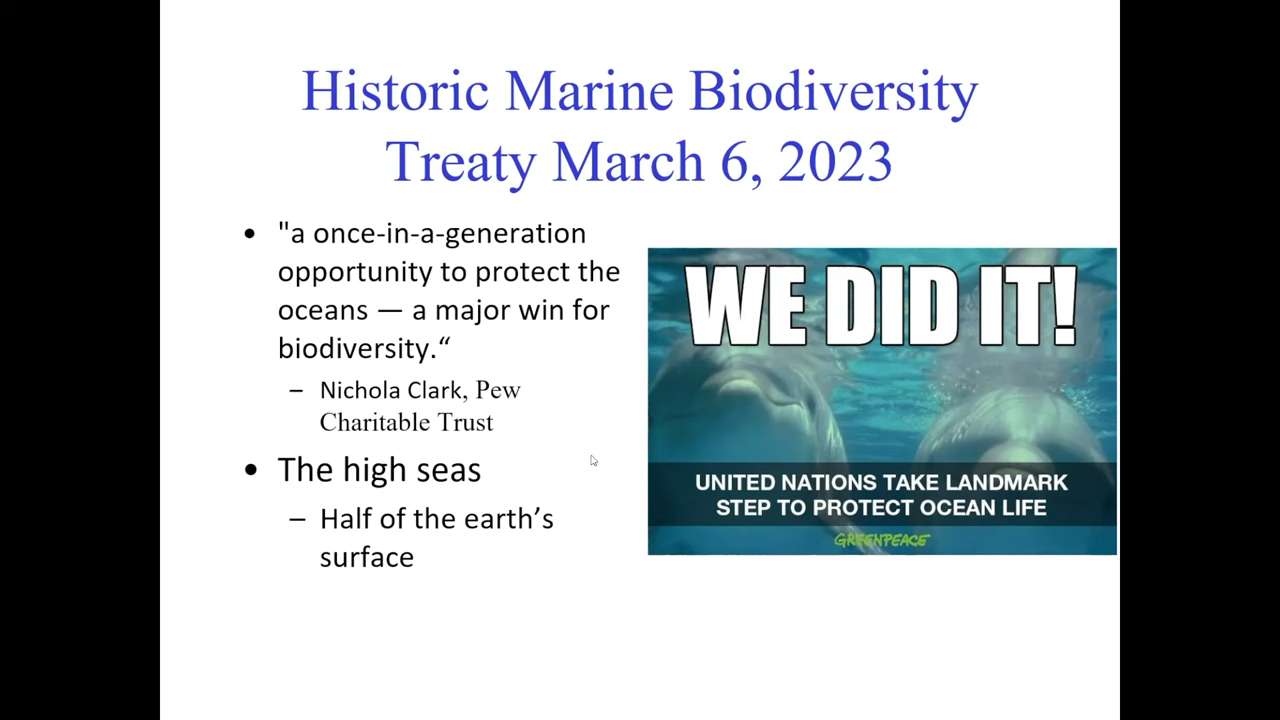 Historic Marine Biodiversity
Treaty March 6, 2023
• "a once-in-a-generation
opportunity to protect the
oceans — a major win for
biodiversity.“
– Nichola Clark, Pew
Charitable Trust
• The high seas
– Half of the earth’s
surface
WE DID IT!
UNITED NATIONS TAKE LANDMARK
STEP TO PROTECT OCEAN LIFE
GREENPEACE